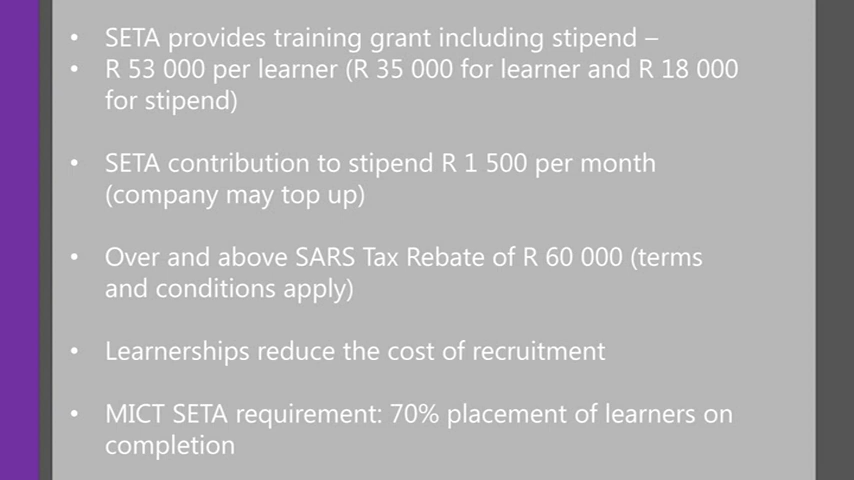 • SETA provides training grant including stipend –
• R 53 000 per learner (R 35 000 for learner and R 18 000
for stipend)
• SETA contribution to stipend R 1 500 per month
(company may top up)
• Over and above SARS Tax Rebate of R 60 000 (terms
and conditions apply)
• Learnerships reduce the cost of recruitment
• MICT SETA requirement: 70% placement of learners on
completion